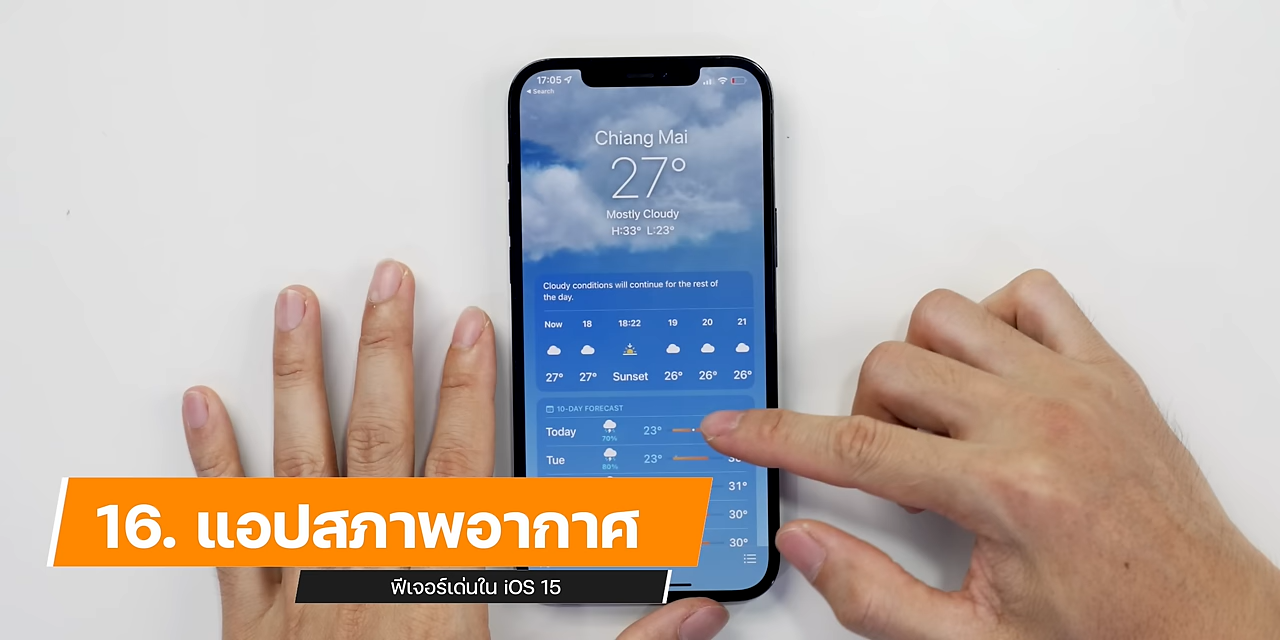 17:05
Search
Chiang Mai
27°
Mostly Cloudy
H:33° L:23°
Cloudy conditions will continue for the rest of
the day.
Now 18 18:22 19 20 21
27° 27° Sunset 26° 26° 26°
10-DAY FORECAST
Today 70% 23°
Tue 80% 23°
31°
30°
30°
16. แอปสภาพอากาศ
ฟีเจอร์เด่นใน iOS 15